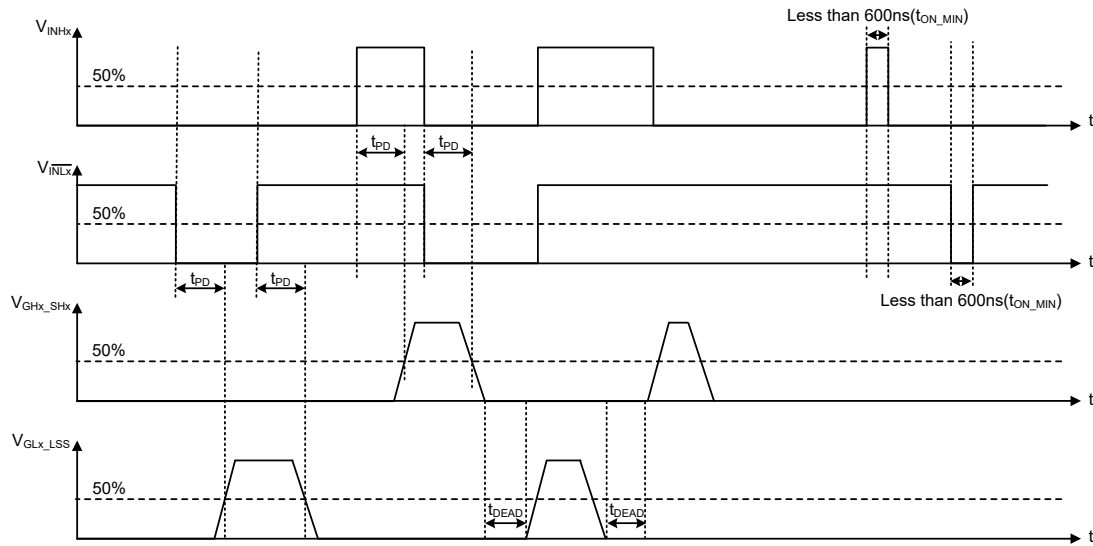 Less than 600ns(tON_MIN)
VINHx
50%
t
tPD tPD
VINLx
50%
t
tPD tPD
Less than 600ns(tON_MIN)
VGHx_SHx
50%
t
VGLx_LSS
50%
tDEAD tDEAD
t